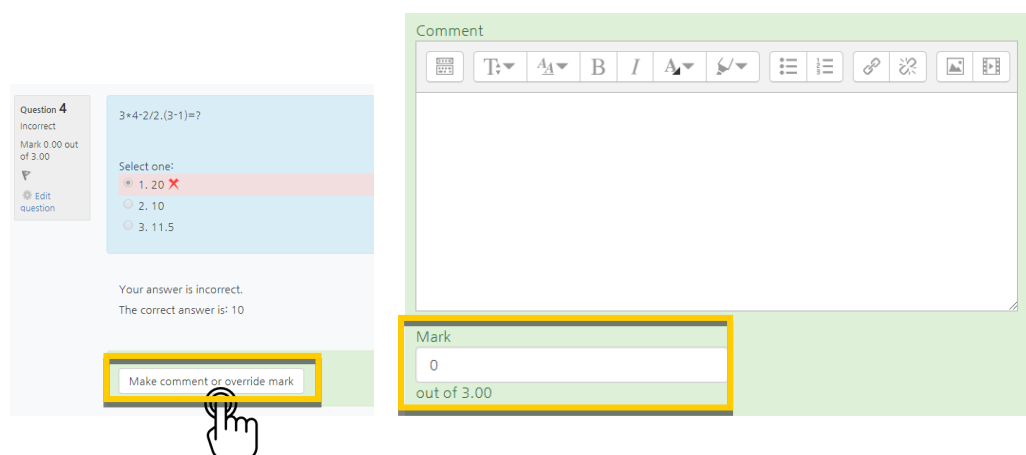 Question 4
Incorrect
Mark 0.00 out
of 3.00
Edit
question
3*4-2/2.(3-1)=?
Select one:
1. 20
2. 10
3. 11.5
Your answer is incorrect.
The correct answer is: 10
Make comment or override mark
Comment
Mark
0
out of 3.00